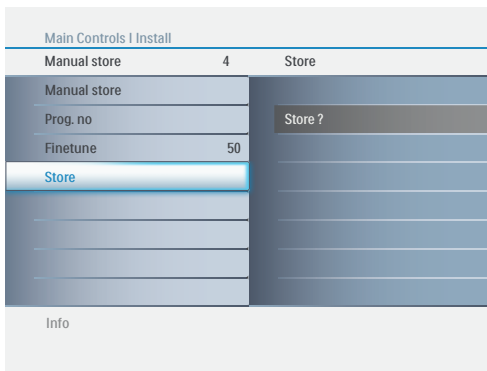 Main Controls I Install
Manual store 4 Store
Manual store
Prog. no Store ?
Finetune 50
Store
Info